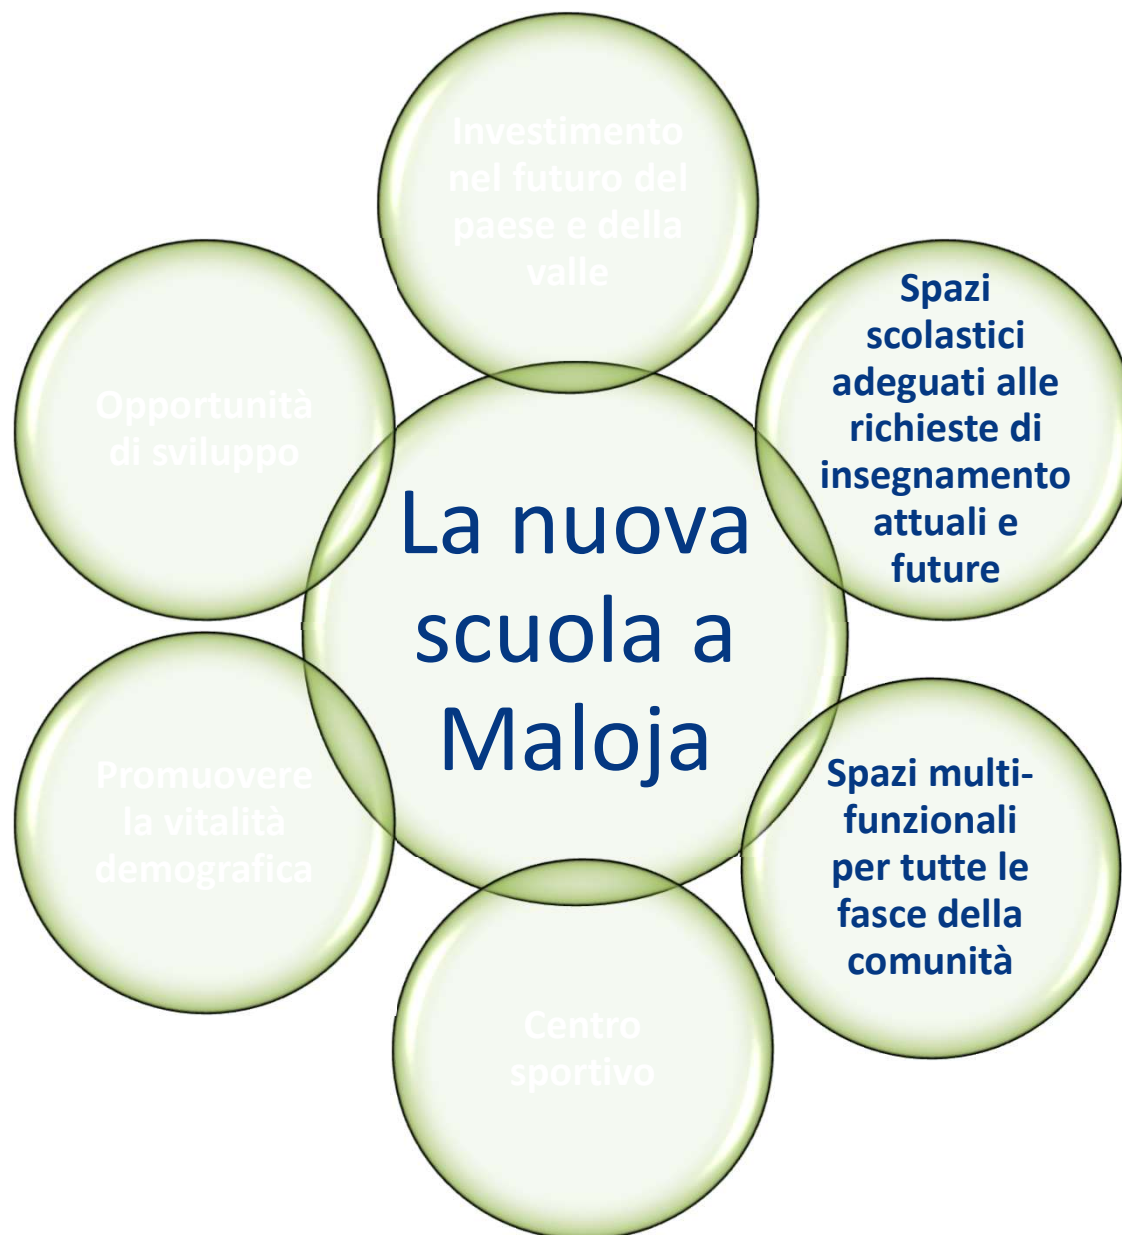 Investimento
nel futuro del
paese e della
valle
Spazi
scolastici
adeguati alle
richieste di
insegnamento
attuali e
future
Opportunità
di sviluppo
La nuova
scuola a
Maloja
Promuovere
la vitalità
demografica
Spazi multi-
funzionali
per tutte le
fasce della
comunità
Centro
sportivo